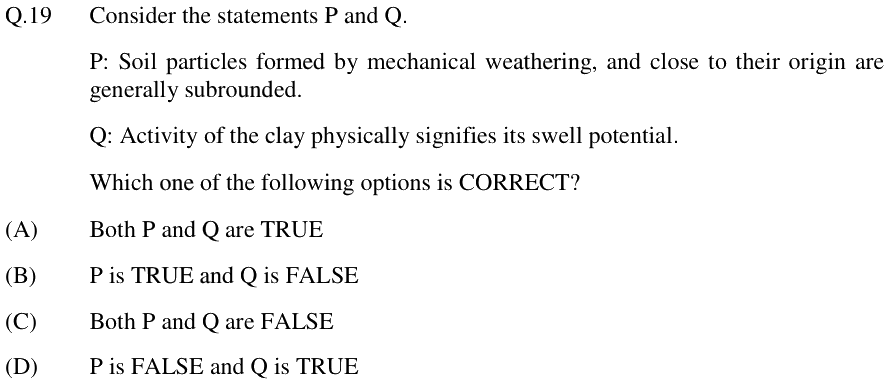 Q.19 Consider the statements P and Q.
P: Soil particles formed by mechanical weathering, and close to their origin are
generally subrounded.
Q: Activity of the clay physically signifies its swell potential.
Which one of the following options is CORRECT?
(A) Both P and Q are TRUE
(B) P is TRUE and Q is FALSE
(C) Both P and Q are FALSE
(D) P is FALSE and Q is TRUE